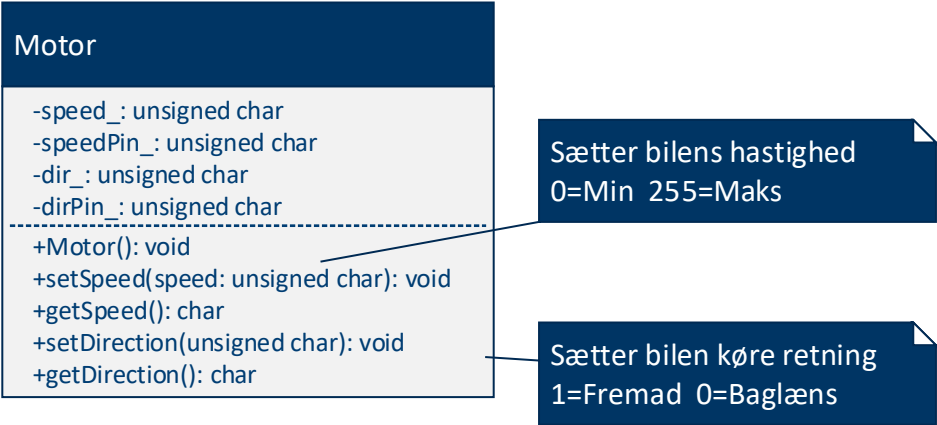 Motor
-speed_: unsigned char
-speedPin_: unsigned char
-dir_: unsigned char
-dirPin_: unsigned char
+Motor(): void
+setSpeed(speed: unsigned char): void
+getSpeed(): char
+setDirection(unsigned char): void
+getDirection(): char
Sætter bilens hastighed
0=Min 255=Maks
Sætter bilen køre retning
1=Fremad 0=Baglæns